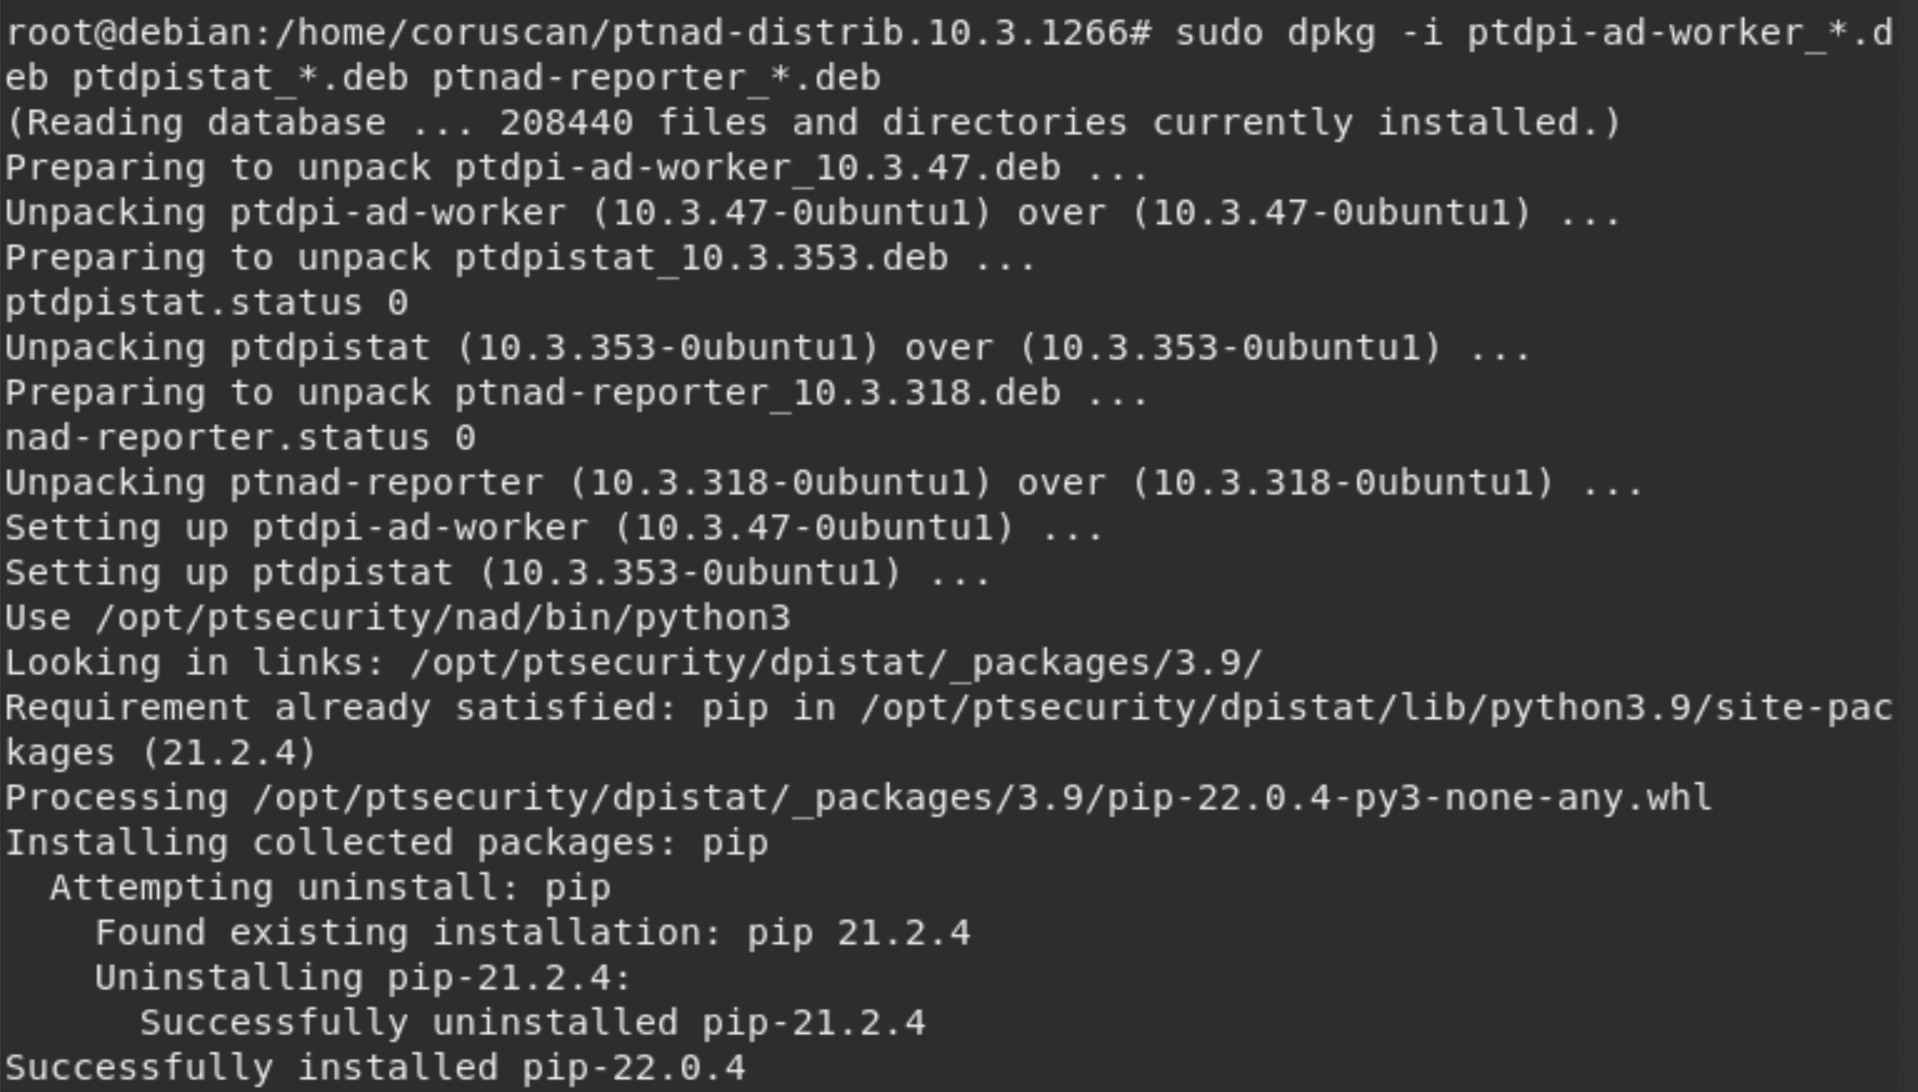 root@debian:/home/coruscan/ptnad-distrib.10.3.1266# sudo dpkg -i ptdpi-ad-worker_*.d
eb ptdpistat_*.deb ptnad-reporter_*.deb
(Reading database ... 208440 files and directories currently installed.)
Preparing to unpack ptdpi-ad-worker_10.3.47.deb ...
Unpacking ptdpi-ad-worker (10.3.47-0ubuntu1) over (10.3.47-0ubuntu1) ...
Preparing to unpack ptdpistat_10.3.353.deb ...
ptdpistat.status 0
Unpacking ptdpistat (10.3.353-0ubuntu1) over (10.3.353-0ubuntu1) ...
Preparing to unpack ptnad-reporter_10.3.318.deb ...
nad-reporter.status 0
Unpacking ptnad-reporter (10.3.318-0ubuntu1) over (10.3.318-0ubuntu1) ...
Setting up ptdpi-ad-worker (10.3.47-0ubuntu1) ...
Setting up ptdpistat (10.3.353-0ubuntu1) ...
Use /opt/ptsecurity/nad/bin/python3
Looking in links: /opt/ptsecurity/dpistat/_packages/3.9/
Requirement already satisfied: pip in /opt/ptsecurity/dpistat/lib/python3.9/site-pac
kages (21.2.4)
Processing /opt/ptsecurity/dpistat/_packages/3.9/pip-22.0.4-py3-none-any.whl
Installing collected packages: pip
  Attempting uninstall: pip
    Found existing installation: pip 21.2.4
    Uninstalling pip-21.2.4:
      Successfully uninstalled pip-21.2.4
Successfully installed pip-22.0.4